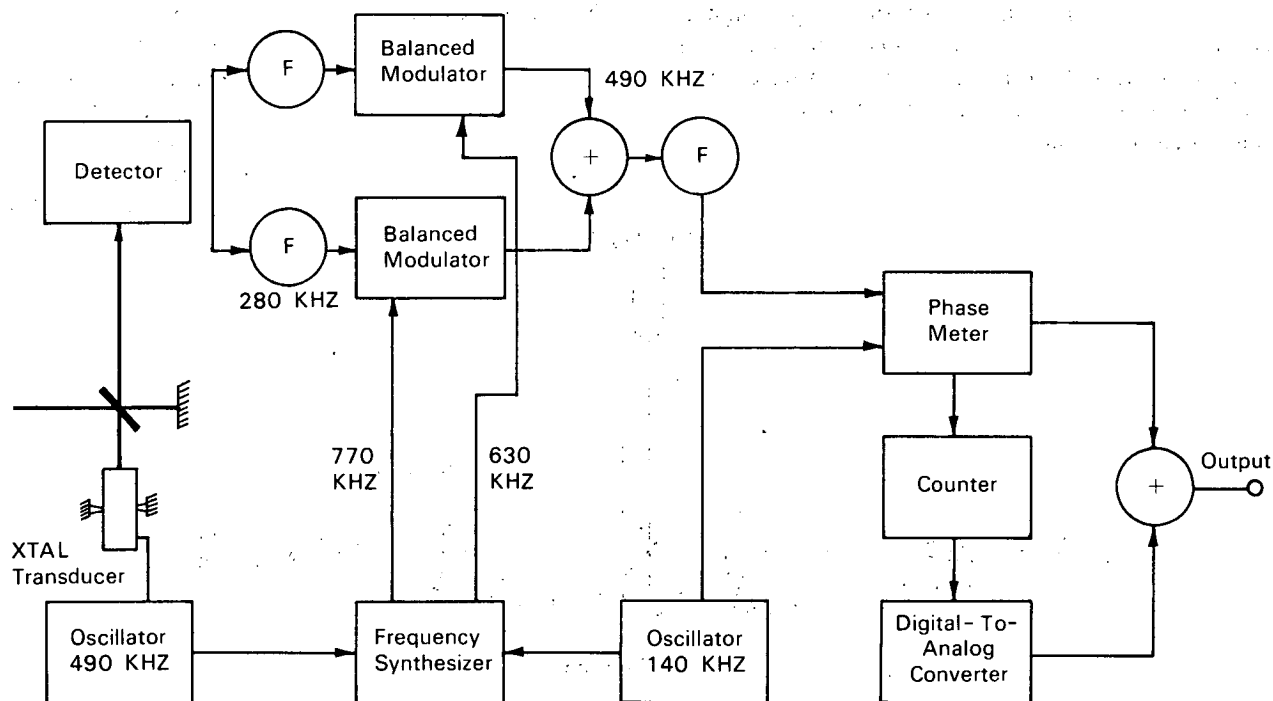 F
Balanced
Modulator
490 KHZ
Detector
+
F
F
Balanced
Modulator
280 KHZ
Phase
Meter
770
KHZ
630
KHZ
Counter
+
Output
XTAL
Transducer
Oscillator
490 KHZ
Frequency
Synthesizer
Oscillator
140 KHZ
Digital-To-
Analog
Converter